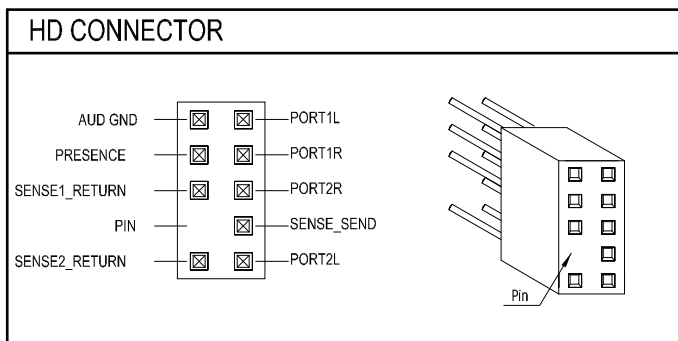 HD CONNECTOR
AUD GND PORT1L
PRESENCE PORT1R
SENSE1_RETURN PORT2R
PIN SENSE_SEND
SENSE2_RETURN PORT2L
Pin